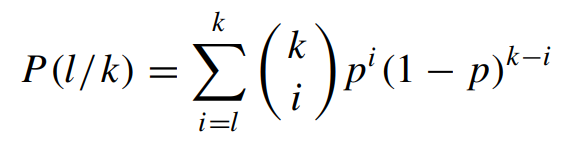 P(l/k) = \sum_{i=l}^{k} \binom{k}{i} p^i (1 − p)^{k−i}